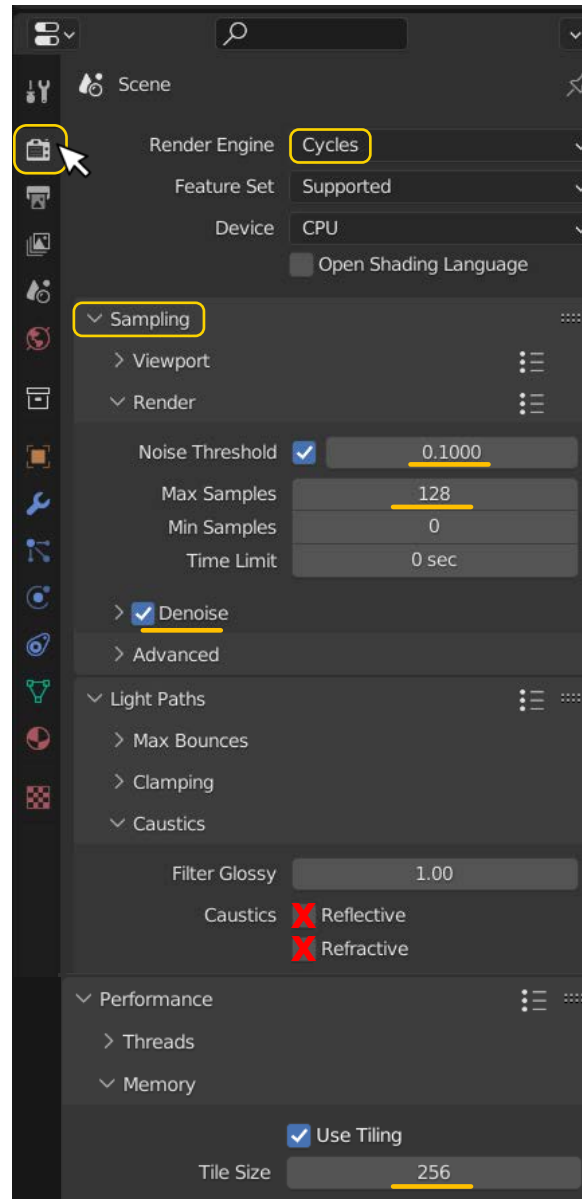 Scene
Render Engine Cycles
Feature Set Supported
Device CPU
Open Shading Language
Sampling
Viewport
Render
Noise Threshold 0.1000
Max Samples 128
Min Samples 0
Time Limit 0 sec
Denoise
Advanced
Light Paths
Max Bounces
Clamping
Caustics
Filter Glossy 1.00
Caustics Reflective
Refractive
Performance
Threads
Memory
Use Tiling
Tile Size 256